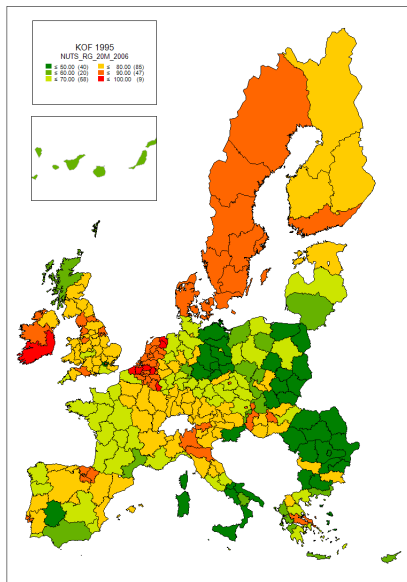 KOF 1995
NUTS_RG_20M_2006
≤ 50.00 (40) ≤ 80.00 (85)
≤ 60.00 (20) ≤ 90.00 (47)
≤ 70.00 (58) ≤ 100.00 (9)